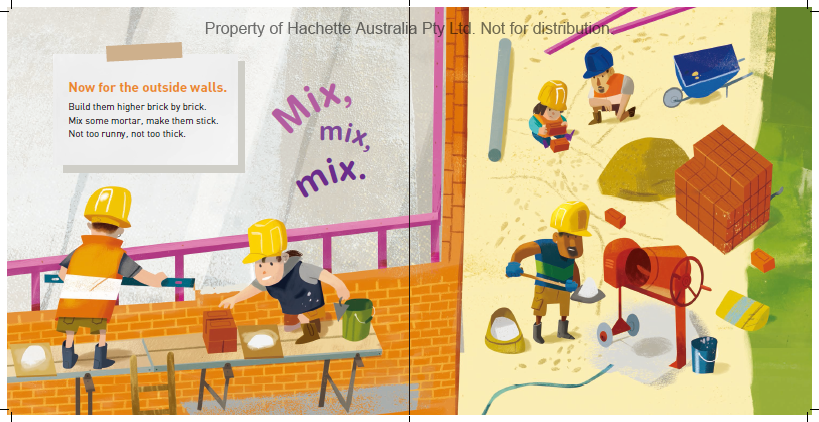 Property of Hachette Australia Pty Ltd. Not for distribution.
Now for the outside walls.
Build them higher brick by brick.
Mix some mortar, make them stick.
Not too runny, not too thick.
Mix,
mix,
mix.